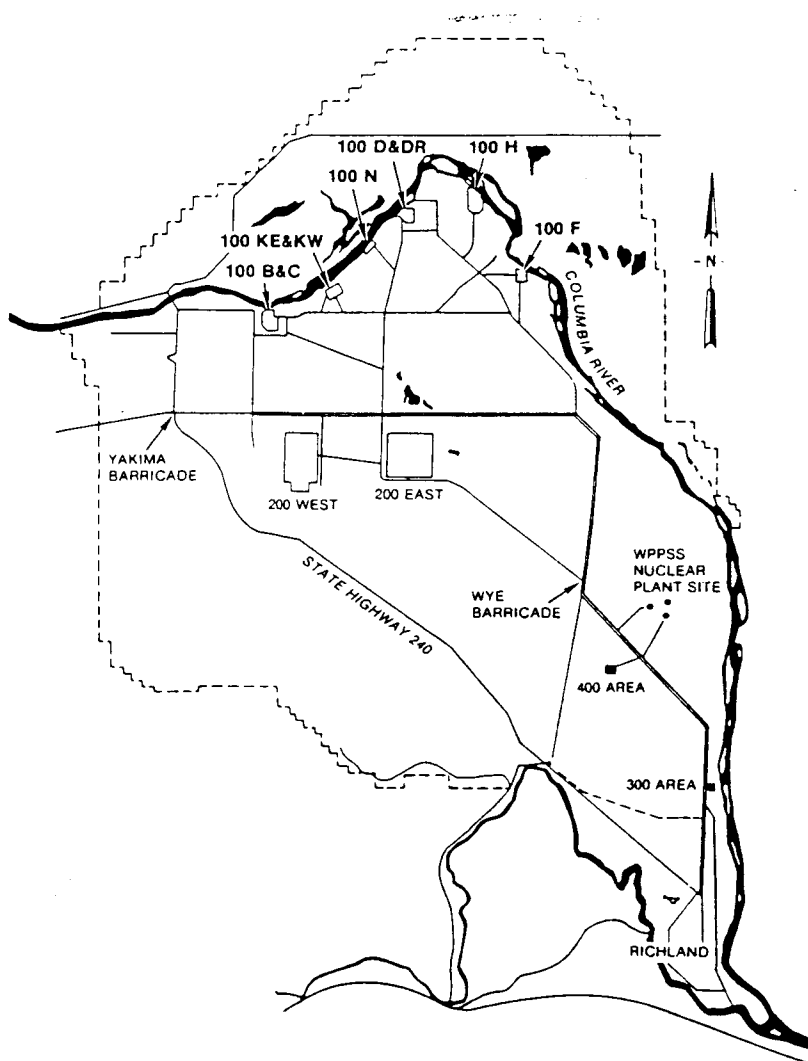 100 D&DR
100 H
100 N
100 F
100 KE&KW
100 B&C
-N-
COLUMBIA RIVER
YAKIMA
BARRICADE
200 WEST
200 EAST
STATE HIGHWAY 240
WPPSS
NUCLEAR
PLANT SITE
WYE
BARRICADE
400 AREA
300 AREA
RICHLAND